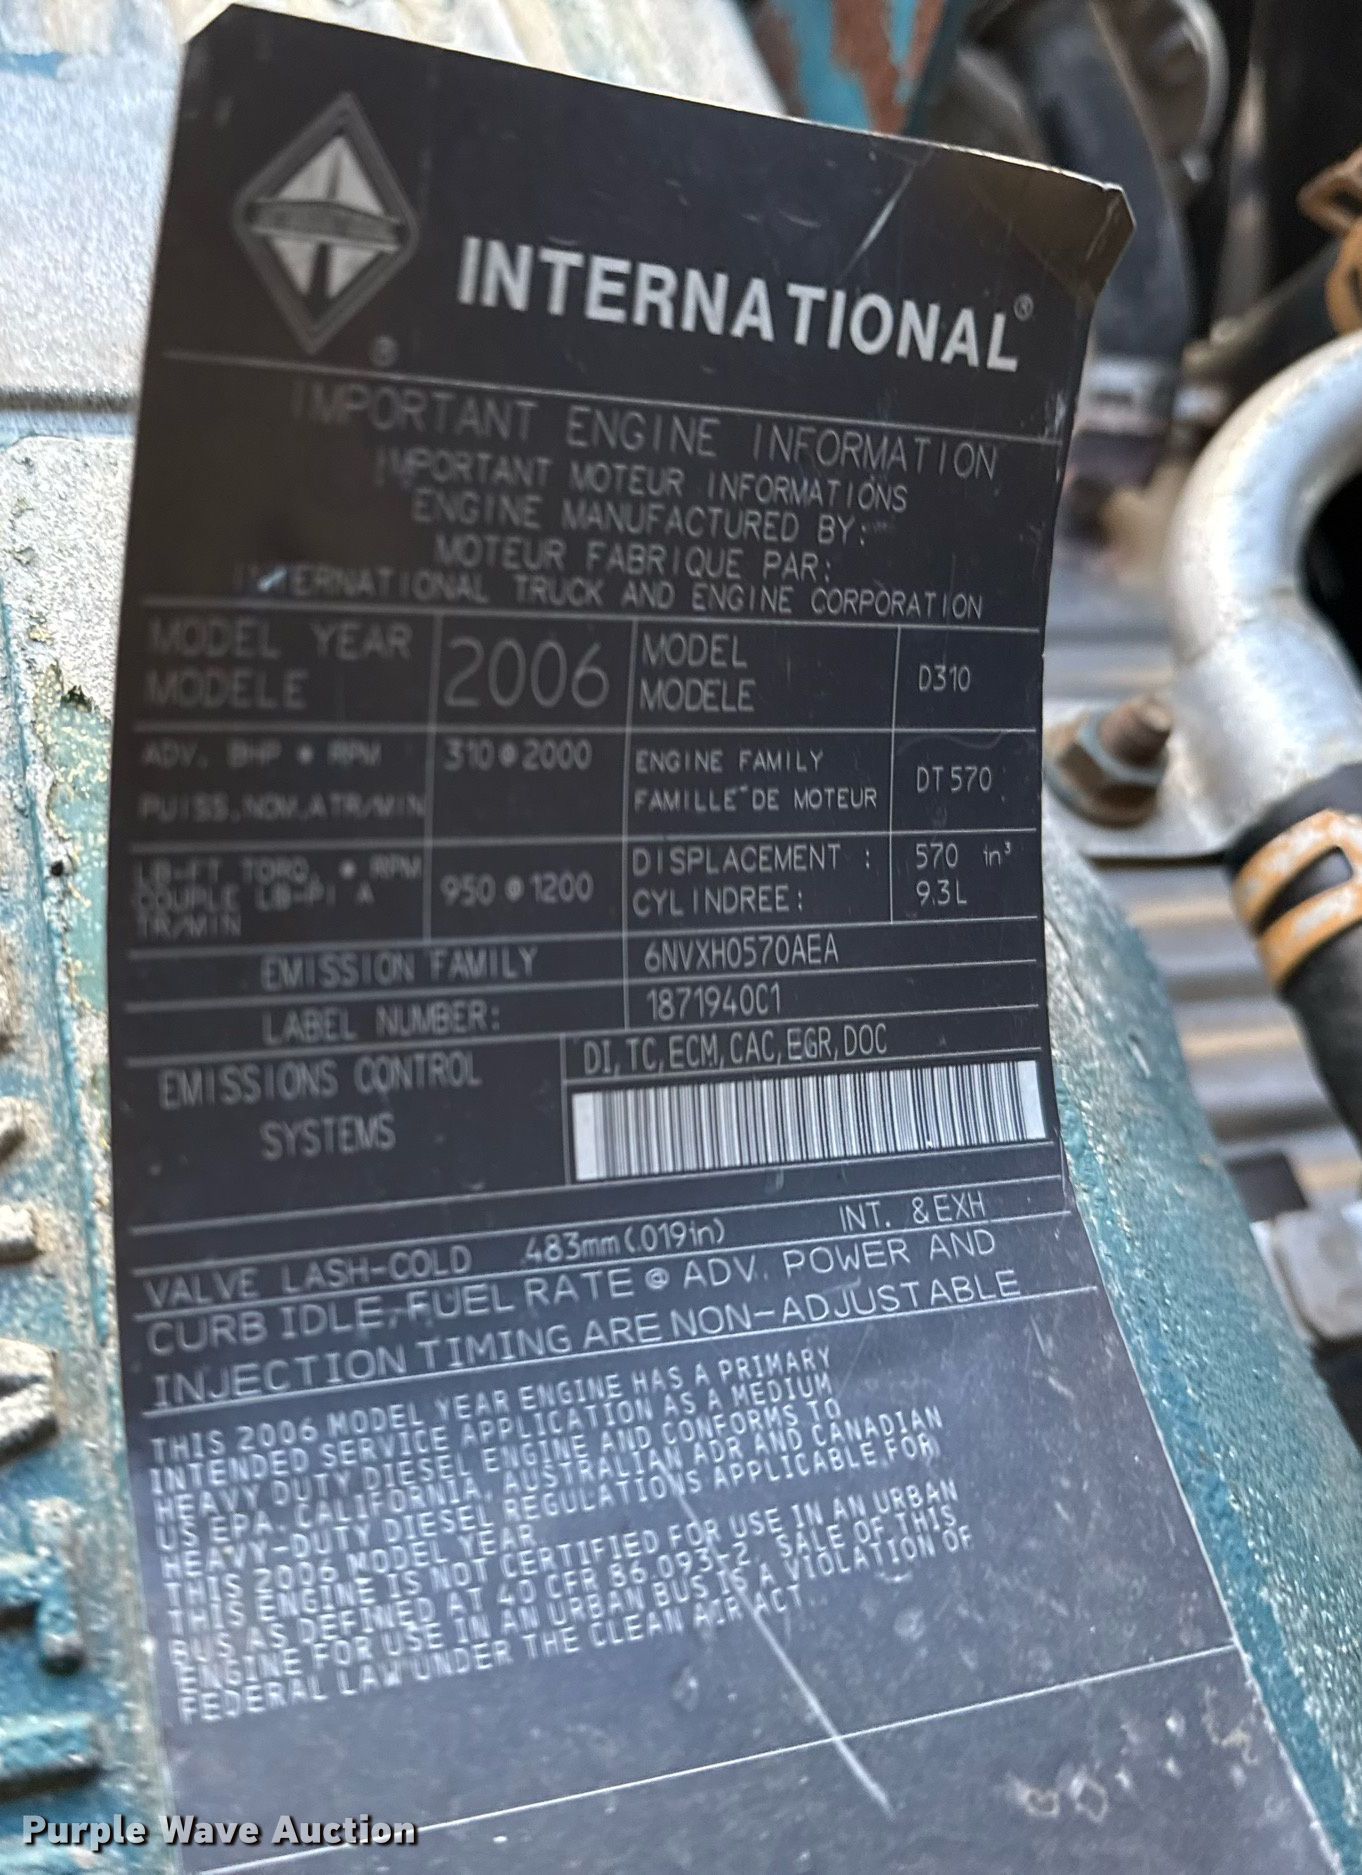 INTERNATIONAL®
®
IMPORTANT ENGINE INFORMATION
IMPORTANT MOTEUR INFORMATIONS
ENGINE MANUFACTURED BY:
MOTEUR FABRIQUE PAR:
INTERNATIONAL TRUCK AND ENGINE CORPORATION
MODEL YEAR
MODELE
2006
MODEL
MODELE
D310
ADV. BHP @ RPM
PUISS.NOM.A TR/MIN
310 @ 2000
ENGINE FAMILY
FAMILLE DE MOTEUR
DT570
LB-FT TORQ. @ RPM
COUPLE LB-PI A
TR/MIN
950 @ 1200
DISPLACEMENT :
CYLINDREE:
570 in³
9.3L
EMISSION FAMILY
6NVXH0570AEA
LABEL NUMBER:
1871940C1
EMISSIONS CONTROL
SYSTEMS
DI,TC,ECM,CAC,EGR,DOC
VALVE LASH-COLD .483mm(.019in) INT. & EXH
CURB IDLE, FUEL RATE @ ADV. POWER AND
INJECTION TIMING ARE NON-ADJUSTABLE
THIS 2006 MODEL YEAR ENGINE HAS A PRIMARY
INTENDED SERVICE APPLICATION AS A MEDIUM
HEAVY DUTY DIESEL ENGINE AND CONFORMS TO
US EPA, CALIFORNIA, AUSTRALIAN ADR AND CANADIAN
HEAVY-DUTY DIESEL REGULATIONS APPLICABLE FOR
THIS 2006 MODEL YEAR.
THIS ENGINE IS NOT CERTIFIED FOR USE IN AN URBAN
BUS AS DEFINED AT 40 CFR 86.093-2. SALE OF THIS
ENGINE FOR USE IN AN URBAN BUS IS A VIOLATION OF
FEDERAL LAW UNDER THE CLEAN AIR ACT.
Purple Wave Auction